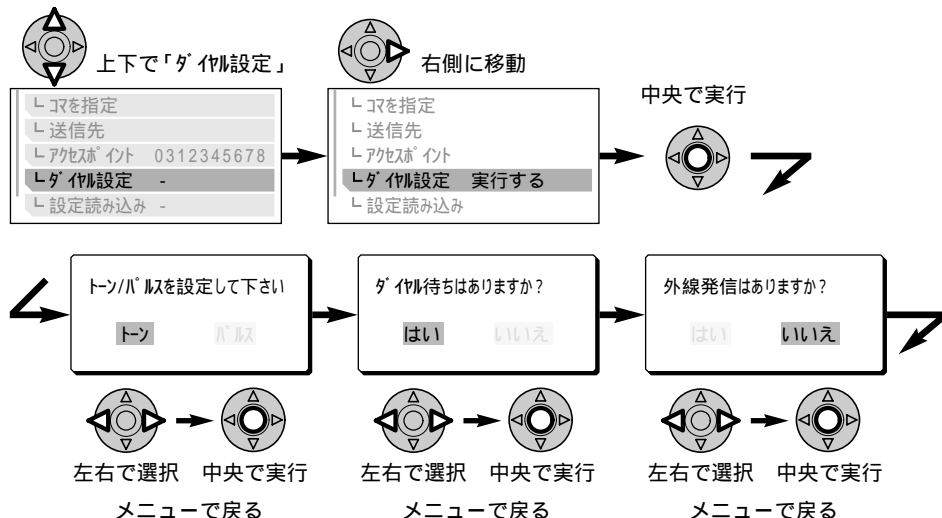 上下で「ﾀﾞｲﾔﾙ設定」
右側に移動
中央で実行
└ ｺﾏを指定
└ 送信先
└ ｱｸｾｽﾎﾟｲﾝﾄ 0312345678
└ ﾀﾞｲﾔﾙ設定 -
└ 設定読み込み -
└ ｺﾏを指定
└ 送信先
└ ｱｸｾｽﾎﾟｲﾝﾄ
└ ﾀﾞｲﾔﾙ設定 実行する
└ 設定読み込み
ﾄｰﾝ/ﾊﾟﾙｽを設定して下さい
ﾄｰﾝ ﾊﾟﾙｽ
ﾀﾞｲﾔﾙ待ちはありますか?
はい いいえ
外線発信はありますか?
はい いいえ
左右で選択 中央で実行
メニューで戻る
左右で選択 中央で実行
メニューで戻る
左右で選択 中央で実行
メニューで戻る